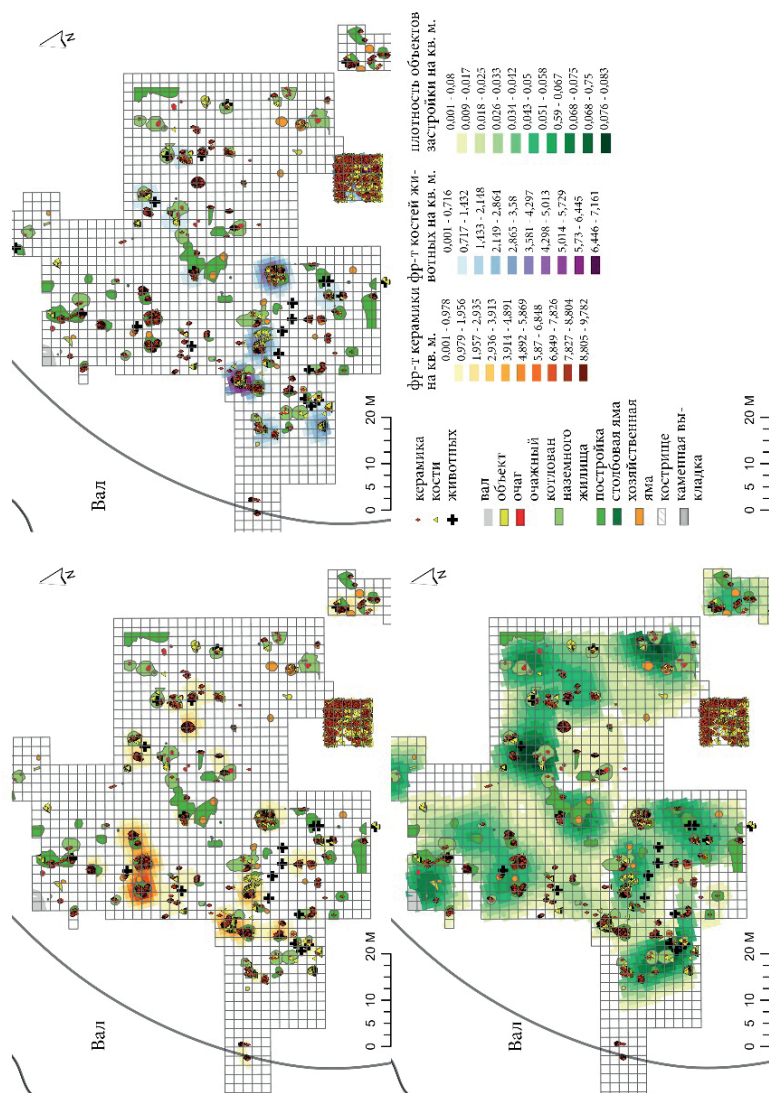 N
Вал
0 5 10 20 М
N
Вал
0 5 10 20 М
N
0 5 10 20 М
керамика
кости
животных
вал
объект
очаг
очажный
котлован
наземного
жилища
постройка
столбовая яма
хозяйственная
яма
кострище
каменная вы-
кладка
фр-т керамики
на кв. м.
0,001 - 0,978
0,979 - 1,956
1,957 - 2,935
2,936 - 3,913
3,914 - 4,891
4,892 - 5,869
5,87 - 6,848
6,849 - 7,826
7,827 - 8,804
8,805 - 9,782
фр-т костей жи-
вотных на кв. м.
0,001 - 0,716
0,717 - 1,432
1,433 - 2,148
2,149 - 2,864
2,865 - 3,58
3,581 - 4,297
4,298 - 5,013
5,014 - 5,729
5,73 - 6,445
6,446 - 7,161
плотность объектов
застройки на кв. м.
0,001 - 0,08
0,009 - 0,017
0,018 - 0,025
0,026 - 0,033
0,034 - 0,042
0,043 - 0,05
0,051 - 0,058
0,59 - 0,067
0,068 - 0,075
0,068 - 0,75
0,076 - 0,083
0 5 10 20 М